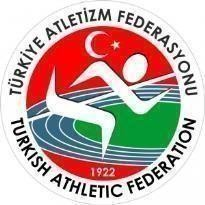 TÜRKİYE ATLETİZM FEDERASYONU
1922
TURKISH ATHLETIC FEDERATION